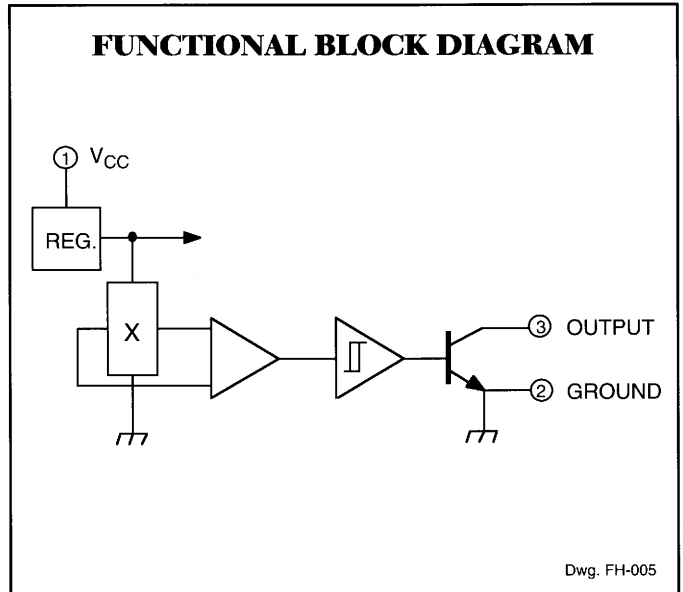 FUNCTIONAL BLOCK DIAGRAM
1 VCC
REG.
X
3 OUTPUT
2 GROUND
Dwg. FH-005